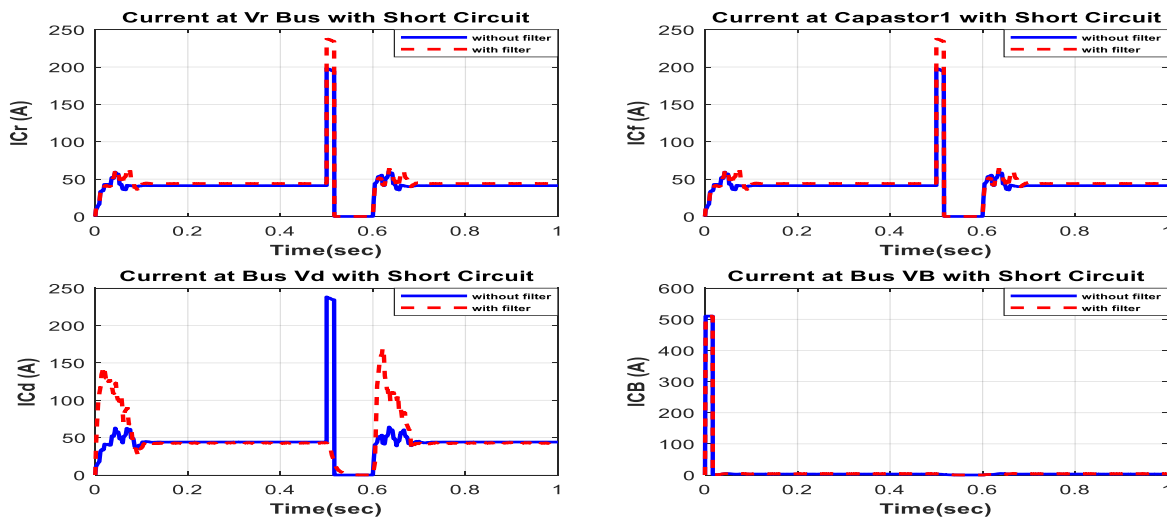 Current at Vr Bus with Short Circuit
250
200
150
100
50
0
ICr (A)
without filter
with filter
0 0.2 0.4 0.6 0.8 1
Time(sec)
Current at Capastor1 with Short Circuit
250
200
150
100
50
0
ICf (A)
without filter
with filter
0 0.2 0.4 0.6 0.8 1
Time(sec)
Current at Bus Vd with Short Circuit
250
200
150
100
50
0
ICd (A)
without filter
with filter
0 0.2 0.4 0.6 0.8 1
Time(sec)
Current at Bus VB with Short Circuit
600
500
400
300
200
100
0
ICB (A)
without filter
with filter
0 0.2 0.4 0.6 0.8 1
Time(sec)